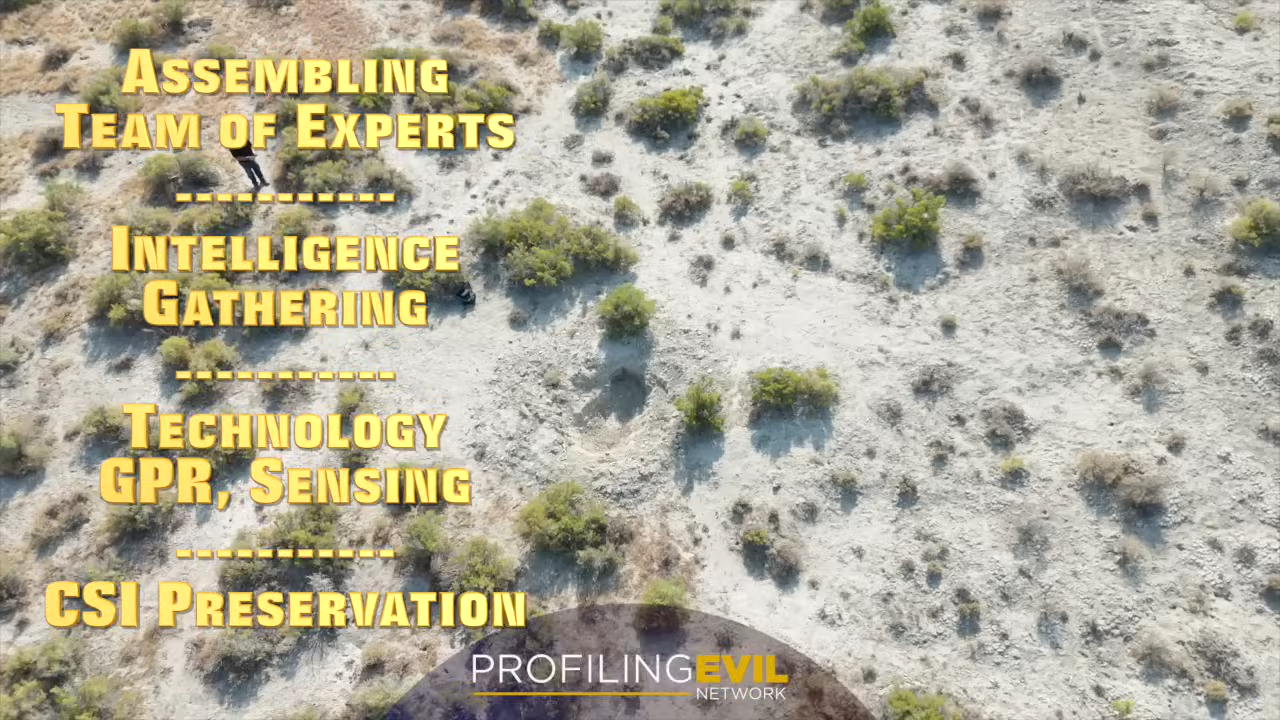 Assembling
Team of Experts
-----------
Intelligence
Gathering
-----------
Technology
GPR, Sensing
-----------
CSI Preservation
PROFILINGEVIL
NETWORK